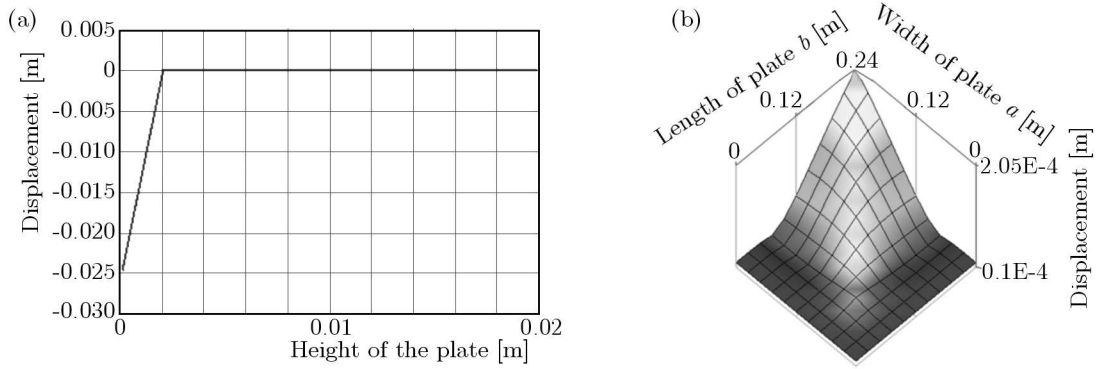 (a)
Displacement [m]
0.005
0
-0.005
-0.010
-0.015
-0.020
-0.025
-0.030
0
0.01
0.02
Height of the plate [m]
(b)
Length of plate b [m]
Width of plate a [m]
0.24
0.12
0.12
0
0
2.05E-4
0.1E-4
Displacement [m]